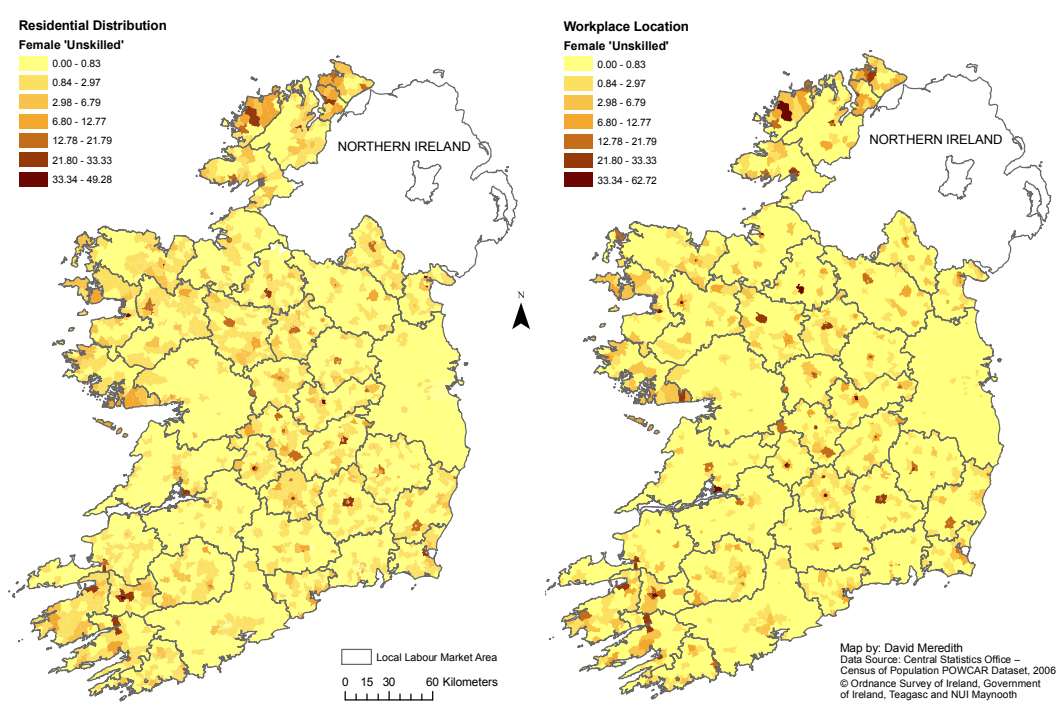 Residential Distribution
Female 'Unskilled'
0.00 - 0.83
0.84 - 2.97
2.98 - 6.79
6.80 - 12.77
12.78 - 21.79
21.80 - 33.33
33.34 - 49.28
NORTHERN IRELAND
N
Local Labour Market Area
0 15 30 60 Kilometers
Workplace Location
Female 'Unskilled'
0.00 - 0.83
0.84 - 2.97
2.98 - 6.79
6.80 - 12.77
12.78 - 21.79
21.80 - 33.33
33.34 - 62.72
NORTHERN IRELAND
Map by: David Meredith
Data Source: Central Statistics Office –
Census of Population POWCAR Dataset, 2006
© Ordnance Survey of Ireland, Government
of Ireland, Teagasc and NUI Maynooth